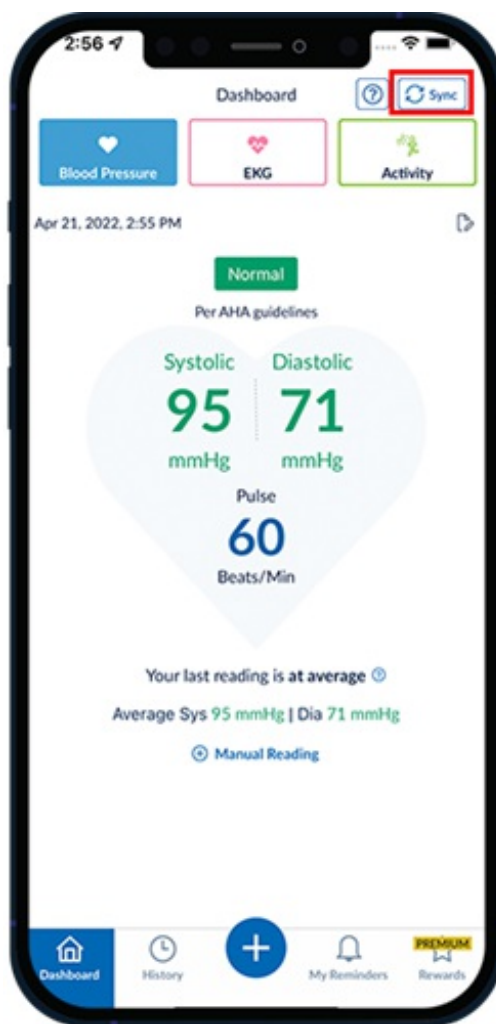 2:56
Dashboard
Sync
Blood Pressure
EKG
Activity
Apr 21, 2022, 2:55 PM
Normal
Per AHA guidelines
Systolic Diastolic
95 71
mmHg mmHg
Pulse
60
Beats/Min
Your last reading is at average
Average Sys 95 mmHg | Dia 71 mmHg
Manual Reading
Dashboard
History
My Reminders
PREMIUM
Rewards